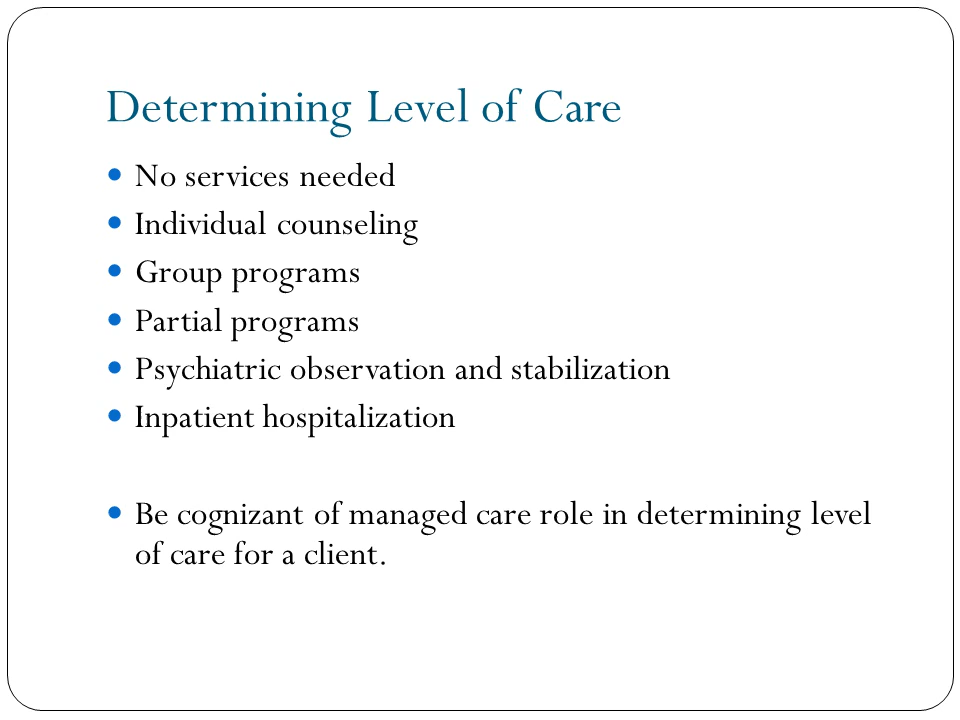 Determining Level of Care
No services needed
Individual counseling
Group programs
Partial programs
Psychiatric observation and stabilization
Inpatient hospitalization
Be cognizant of managed care role in determining level
of care for a client.